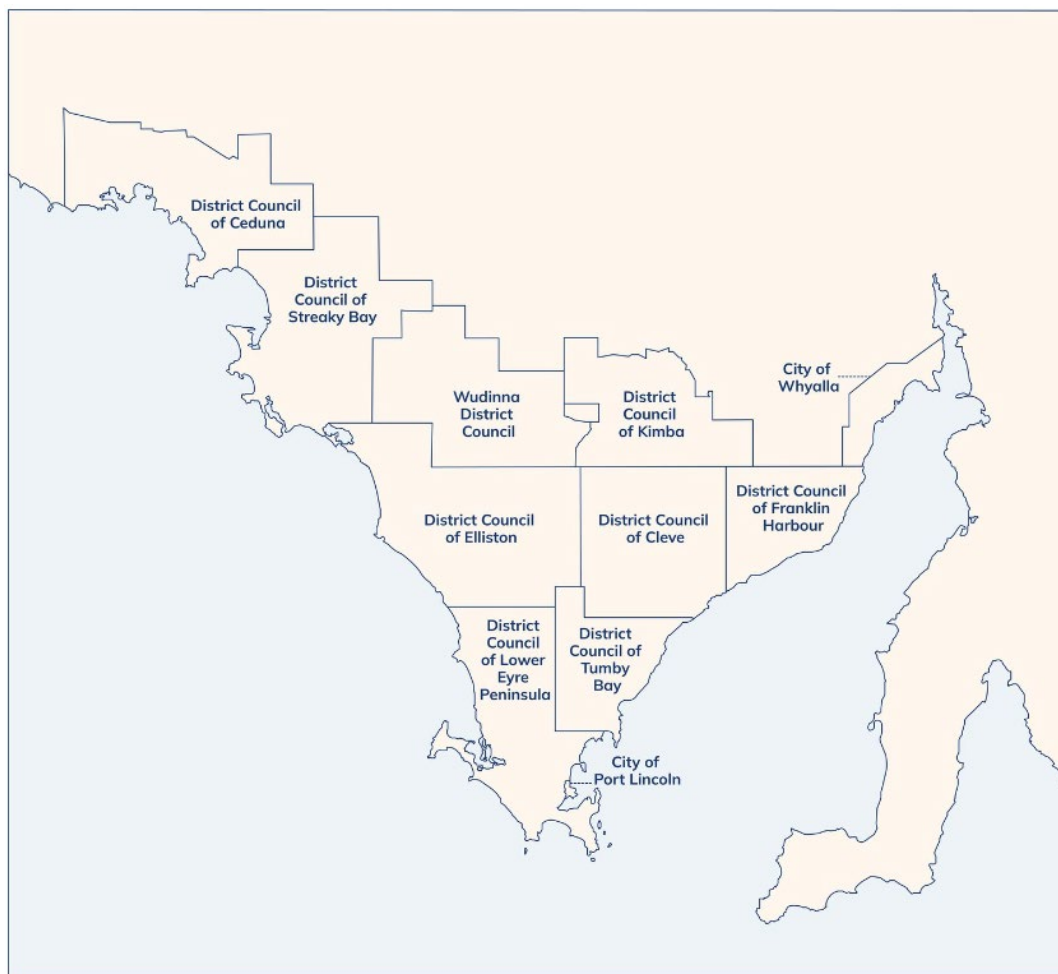 District Council
of Ceduna
District
Council of
Streaky Bay
City of
Whyalla
Wudinna
District
Council
District
Council
of Kimba
District Council
of Franklin
Harbour
District Council
of Elliston
District Council
of Cleve
District
Council
of Lower
Eyre
Peninsula
District
Council of
Tumby
Bay
City of
Port Lincoln